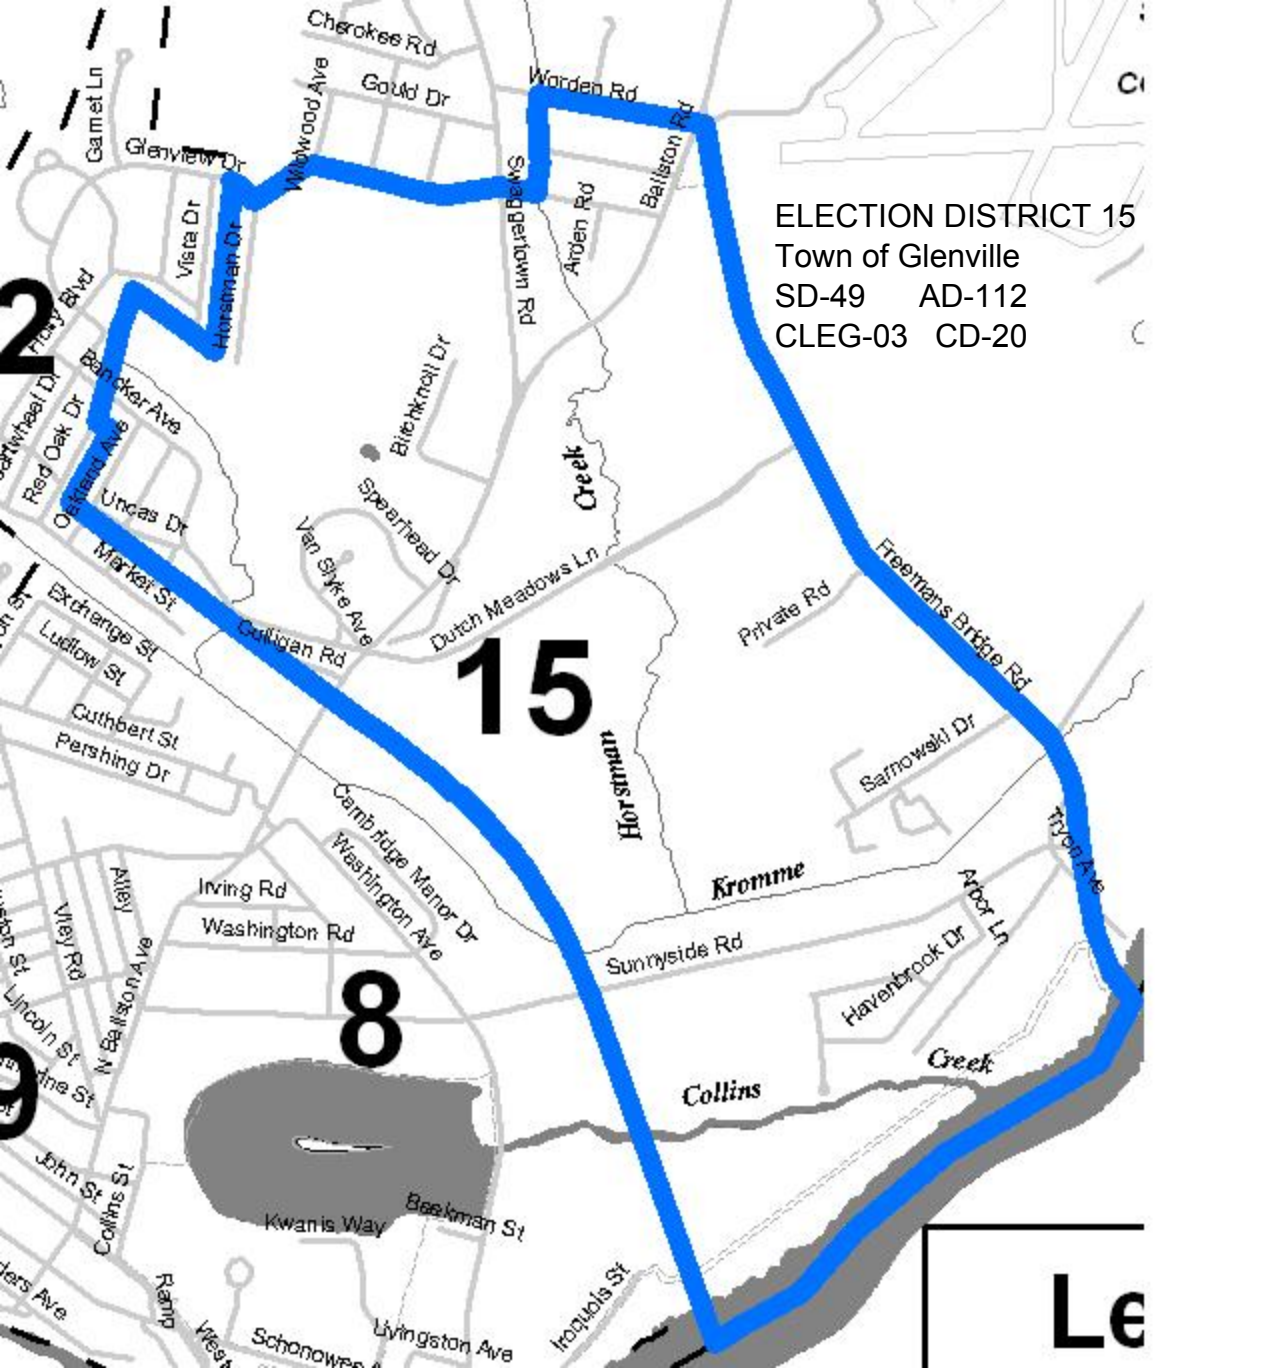 Cherokee Rd
Gould Dr
Worden Rd
Garnet Ln
Glenview Dr
Wildwood Ave
Ballston Rd
Swaggertown Rd
Arden Rd
Vista Dr
Horstman Dr
ELECTION DISTRICT 15
Town of Glenville
SD-49 AD-112
CLEG-03 CD-20
2
Holly Blvd
Bancker Ave
Red Oak Dr
Oakland Ave
Birchknoll Dr
Creek
Uncas Dr
Spearhead Dr
Van Slyke Ave
Market St
Dutch Meadows Ln
Freemans Bridge Rd
Private Rd
Exchange St
Ludlow St
Culligan Rd
15
Cuthbert St
Pershing Dr
Horstman
Sarnowski Dr
Cambridge Manor Dr
Washington Ave
Tryon Ave
Kromme
Irving Rd
Washington Rd
Alley
Vley Rd
Arbor Ln
Sunnyside Rd
Havenbrook Dr
8
N Ballston Ave
Lincoln St
9
Creek
Collins
John St
Collins St
Beekman St
Kwanis Way
Iroquois St
Ramp
Livingston Ave
Le